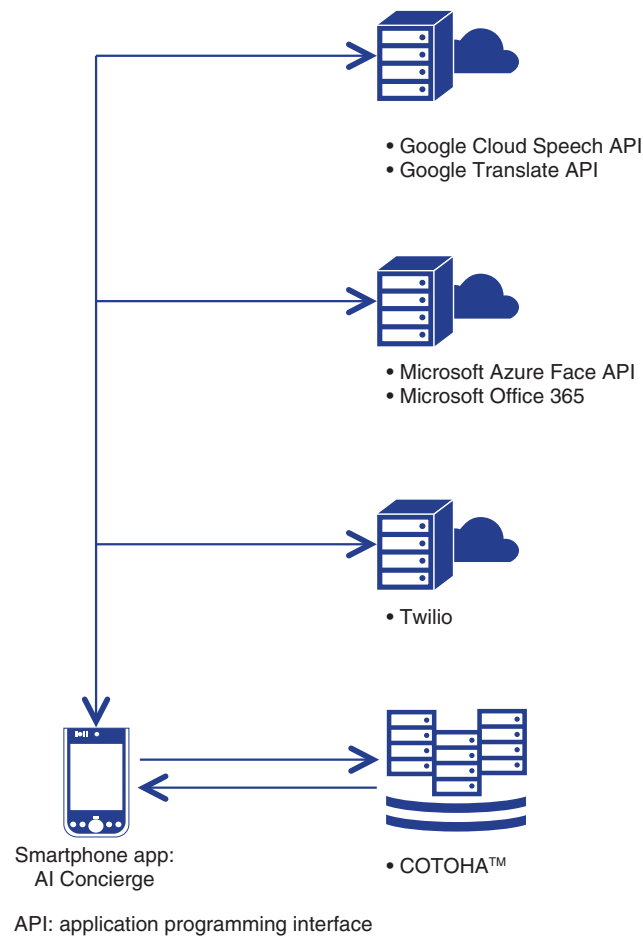 • Google Cloud Speech API
• Google Translate API
• Microsoft Azure Face API
• Microsoft Office 365
• Twilio
Smartphone app:
AI Concierge
• COTOHA™
API: application programming interface